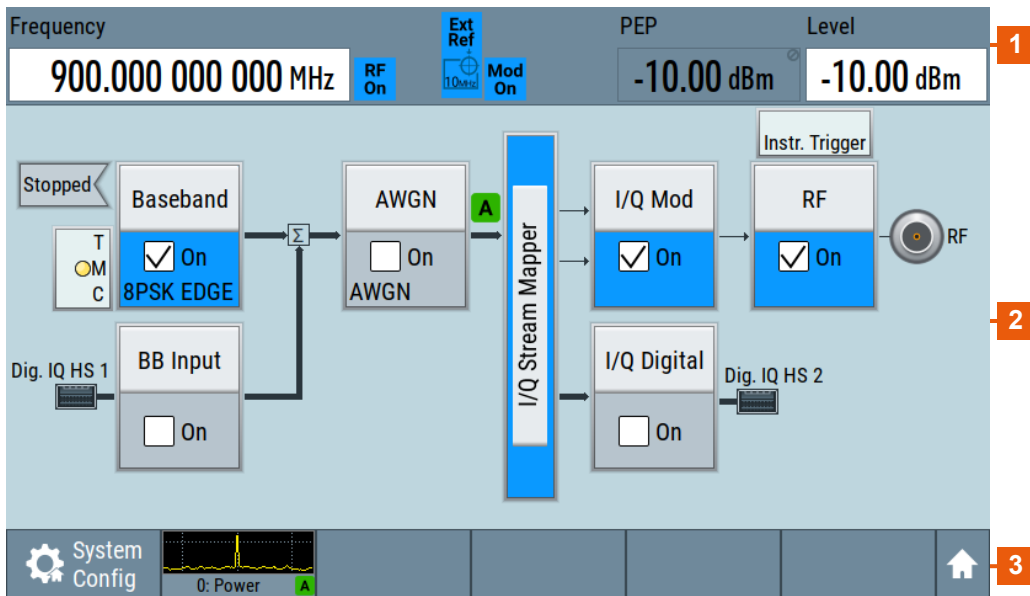 Frequency
Ext
Ref
PEP
Level
1
900.000 000 000 MHz
RF
On
10MHz
Mod
On
-10.00 dBm
-10.00 dBm
Instr. Trigger
Stopped
Baseband
AWGN
A
I/Q Mod
RF
T
M
C
On
8PSK EDGE
Σ
On
AWGN
I/Q Stream Mapper
On
On
RF
2
Dig. IQ HS 1
BB Input
On
I/Q Digital
On
Dig. IQ HS 2
System
Config
0: Power
A
3